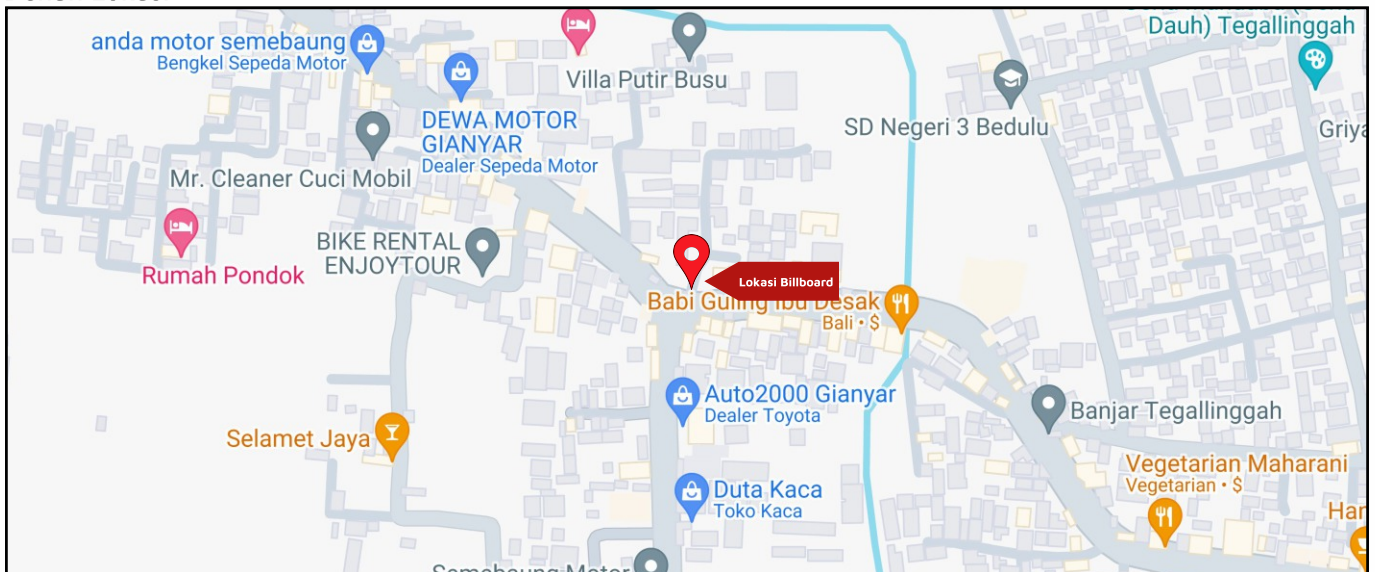 Dauh) Tegallinggah
anda motor semebaung
Bengkel Sepeda Motor
Villa Putir Busu
DEWA MOTOR
GIANYAR
Dealer Sepeda Motor
SD Negeri 3 Bedulu
Griya
Mr. Cleaner Cuci Mobil
BIKE RENTAL
ENJOYTOUR
Rumah Pondok
Lokasi Billboard
Babi Guling Ibu Desak
Bali • $
Auto2000 Gianyar
Dealer Toyota
Banjar Tegallinggah
Selamet Jaya
Vegetarian Maharani
Vegetarian • $
Duta Kaca
Toko Kaca
Har
Semebaung Motor